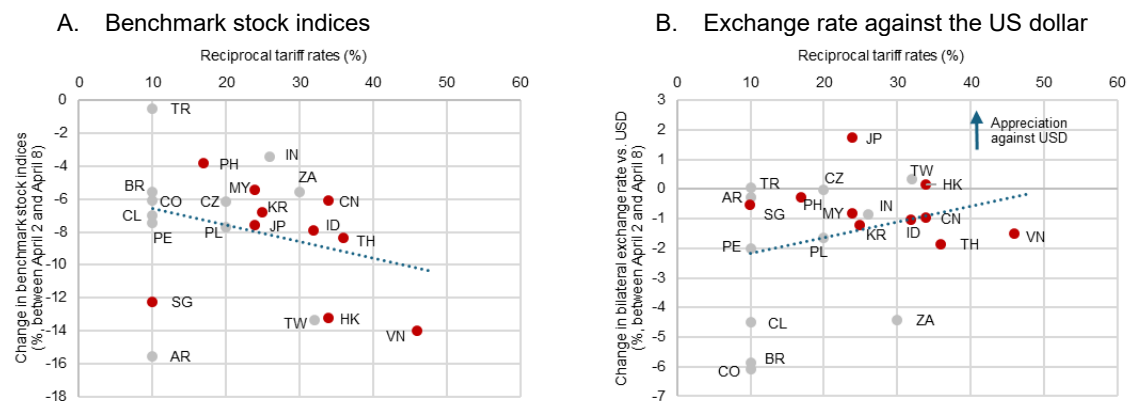 A. Benchmark stock indices
Reciprocal tariff rates (%)
0 10 20 30 40 50 60
Change in benchmark stock indices
(%, between April 2 and April 8)
0
-2
-4
-6
-8
-10
-12
-14
-16
-18
TR
PH
IN
BR
MY
ZA
CO
CZ
KR
CN
CL
JP
ID
PE
PL
TH
SG
TW
HK
VN
AR
B. Exchange rate against the US dollar
Reciprocal tariff rates (%)
0 10 20 30 40 50 60
Change in bilateral exchange rate vs. USD
(%, between April 2 and April 8)
3
2
1
0
-1
-2
-3
-4
-5
-6
-7
Appreciation
against USD
JP
TR
CZ
TW
HK
AR
SG
PH
MY
IN
CN
KR
ID
PE
PL
TH
VN
CL
ZA
BR
CO